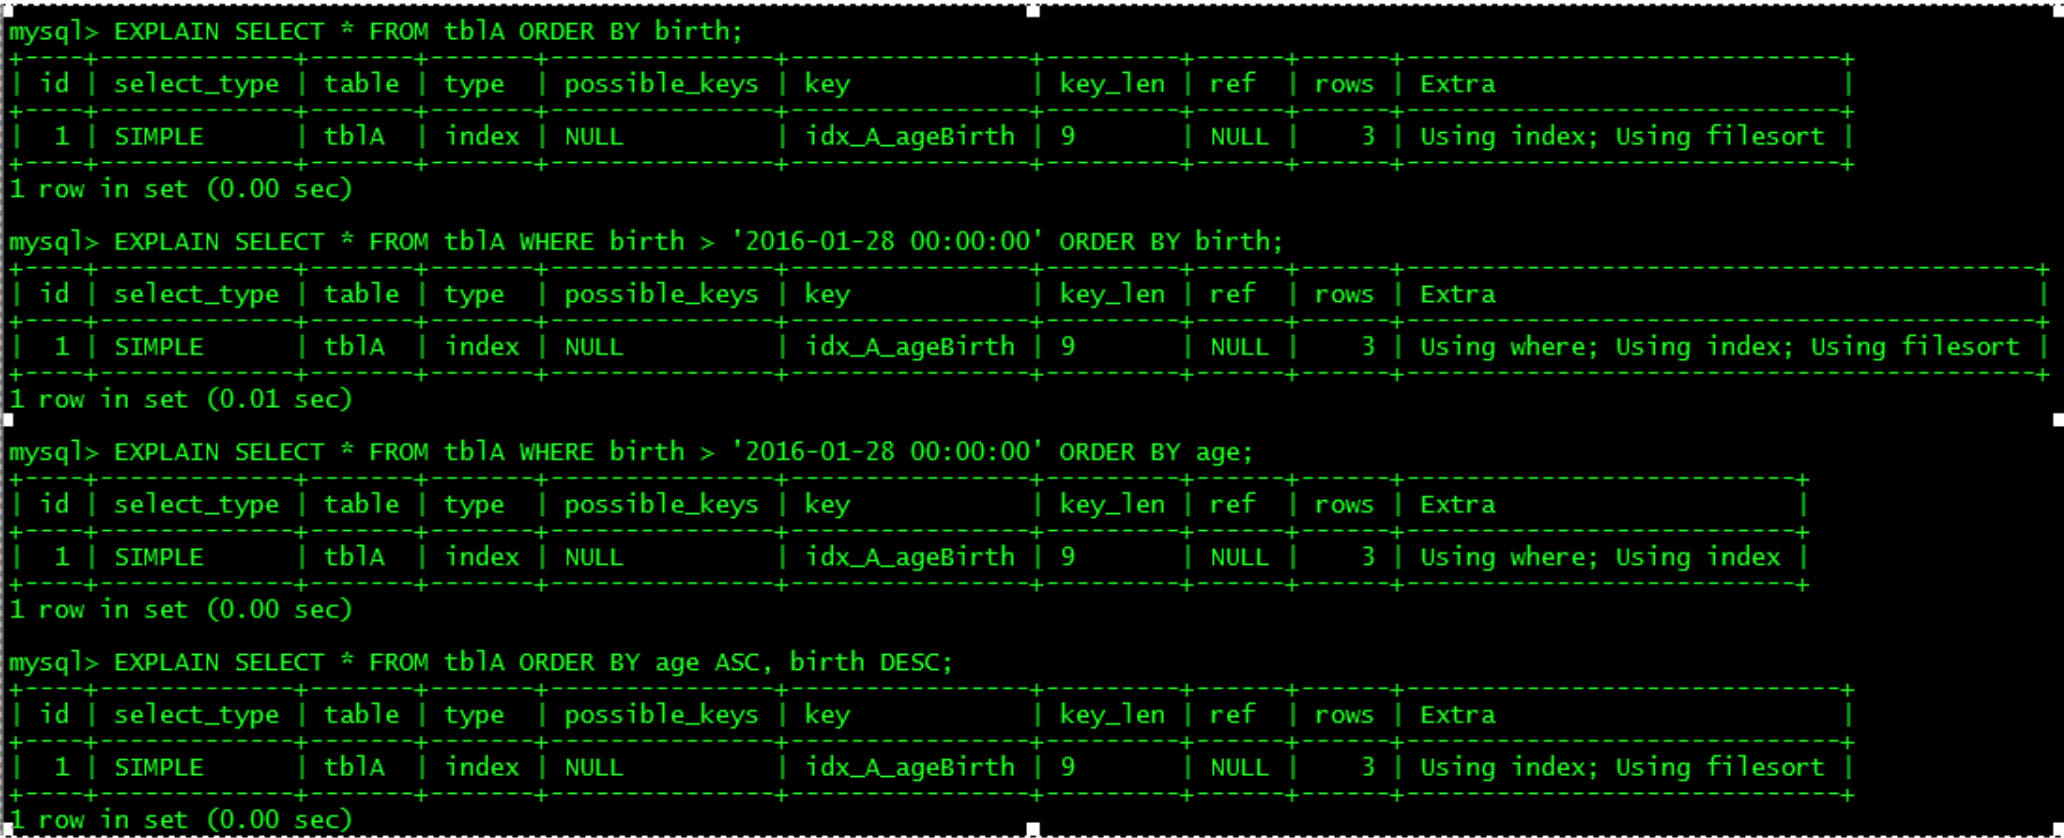 mysql> EXPLAIN SELECT * FROM tblA ORDER BY birth;
+----+-------------+-------+-------+---------------+----------------+---------+------+------+-----------------------------+
| id | select_type | table | type  | possible_keys | key            | key_len | ref  | rows | Extra                       |
+----+-------------+-------+-------+---------------+----------------+---------+------+------+-----------------------------+
|  1 | SIMPLE      | tblA  | index | NULL          | idx_A_ageBirth | 9       | NULL |    3 | Using index; Using filesort |
+----+-------------+-------+-------+---------------+----------------+---------+------+------+-----------------------------+
1 row in set (0.00 sec)
mysql> EXPLAIN SELECT * FROM tblA WHERE birth > '2016-01-28 00:00:00' ORDER BY birth;
+----+-------------+-------+-------+---------------+----------------+---------+------+------+------------------------------------------+
| id | select_type | table | type  | possible_keys | key            | key_len | ref  | rows | Extra                                    |
+----+-------------+-------+-------+---------------+----------------+---------+------+------+------------------------------------------+
|  1 | SIMPLE      | tblA  | index | NULL          | idx_A_ageBirth | 9       | NULL |    3 | Using where; Using index; Using filesort |
+----+-------------+-------+-------+---------------+----------------+---------+------+------+------------------------------------------+
1 row in set (0.01 sec)
mysql> EXPLAIN SELECT * FROM tblA WHERE birth > '2016-01-28 00:00:00' ORDER BY age;
+----+-------------+-------+-------+---------------+----------------+---------+------+------+--------------------------+
| id | select_type | table | type  | possible_keys | key            | key_len | ref  | rows | Extra                    |
+----+-------------+-------+-------+---------------+----------------+---------+------+------+--------------------------+
|  1 | SIMPLE      | tblA  | index | NULL          | idx_A_ageBirth | 9       | NULL |    3 | Using where; Using index |
+----+-------------+-------+-------+---------------+----------------+---------+------+------+--------------------------+
1 row in set (0.00 sec)
mysql> EXPLAIN SELECT * FROM tblA ORDER BY age ASC, birth DESC;
+----+-------------+-------+-------+---------------+----------------+---------+------+------+-----------------------------+
| id | select_type | table | type  | possible_keys | key            | key_len | ref  | rows | Extra                       |
+----+-------------+-------+-------+---------------+----------------+---------+------+------+-----------------------------+
|  1 | SIMPLE      | tblA  | index | NULL          | idx_A_ageBirth | 9       | NULL |    3 | Using index; Using filesort |
+----+-------------+-------+-------+---------------+----------------+---------+------+------+-----------------------------+
1 row in set (0.00 sec)